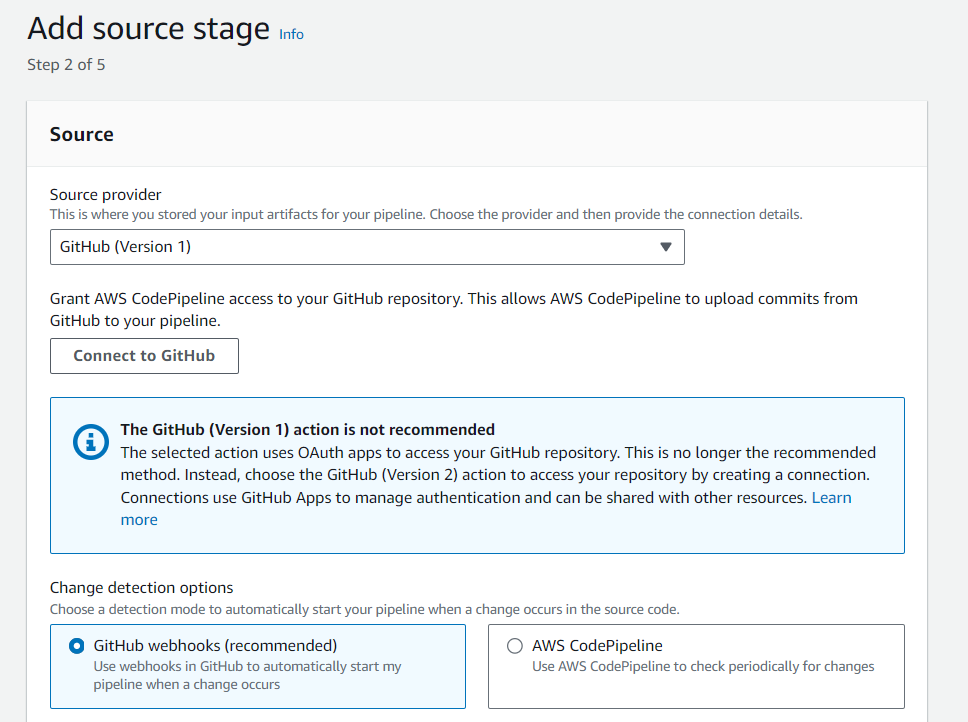 Add source stage Info
Step 2 of 5
Source
Source provider
This is where you stored your input artifacts for your pipeline. Choose the provider and then provide the connection details.
GitHub (Version 1)
Grant AWS CodePipeline access to your GitHub repository. This allows AWS CodePipeline to upload commits from
GitHub to your pipeline.
Connect to GitHub
The GitHub (Version 1) action is not recommended
The selected action uses OAuth apps to access your GitHub repository. This is no longer the recommended
method. Instead, choose the GitHub (Version 2) action to access your repository by creating a connection.
Connections use GitHub Apps to manage authentication and can be shared with other resources. Learn
more
Change detection options
Choose a detection mode to automatically start your pipeline when a change occurs in the source code.
GitHub webhooks (recommended)
Use webhooks in GitHub to automatically start my
pipeline when a change occurs
AWS CodePipeline
Use AWS CodePipeline to check periodically for changes